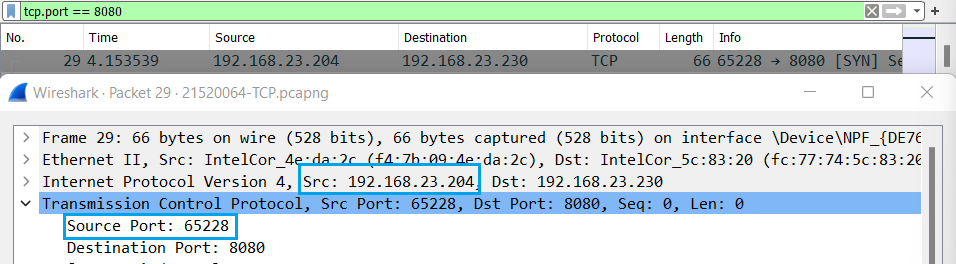 tcp.port == 8080
No. Time Source Destination Protocol Length Info
29 4.153539 192.168.23.204 192.168.23.230 TCP 66 65228 → 8080 [SYN] Se
Wireshark · Packet 29 · 21520064-TCP.pcapng
Frame 29: 66 bytes on wire (528 bits), 66 bytes captured (528 bits) on interface \Device\NPF_{DE76
Ethernet II, Src: IntelCor_4e:da:2c (f4:7b:09:4e:da:2c), Dst: IntelCor_5c:83:20 (fc:77:74:5c:83:20
Internet Protocol Version 4, Src: 192.168.23.204, Dst: 192.168.23.230
Transmission Control Protocol, Src Port: 65228, Dst Port: 8080, Seq: 0, Len: 0
Source Port: 65228
Destination Port: 8080